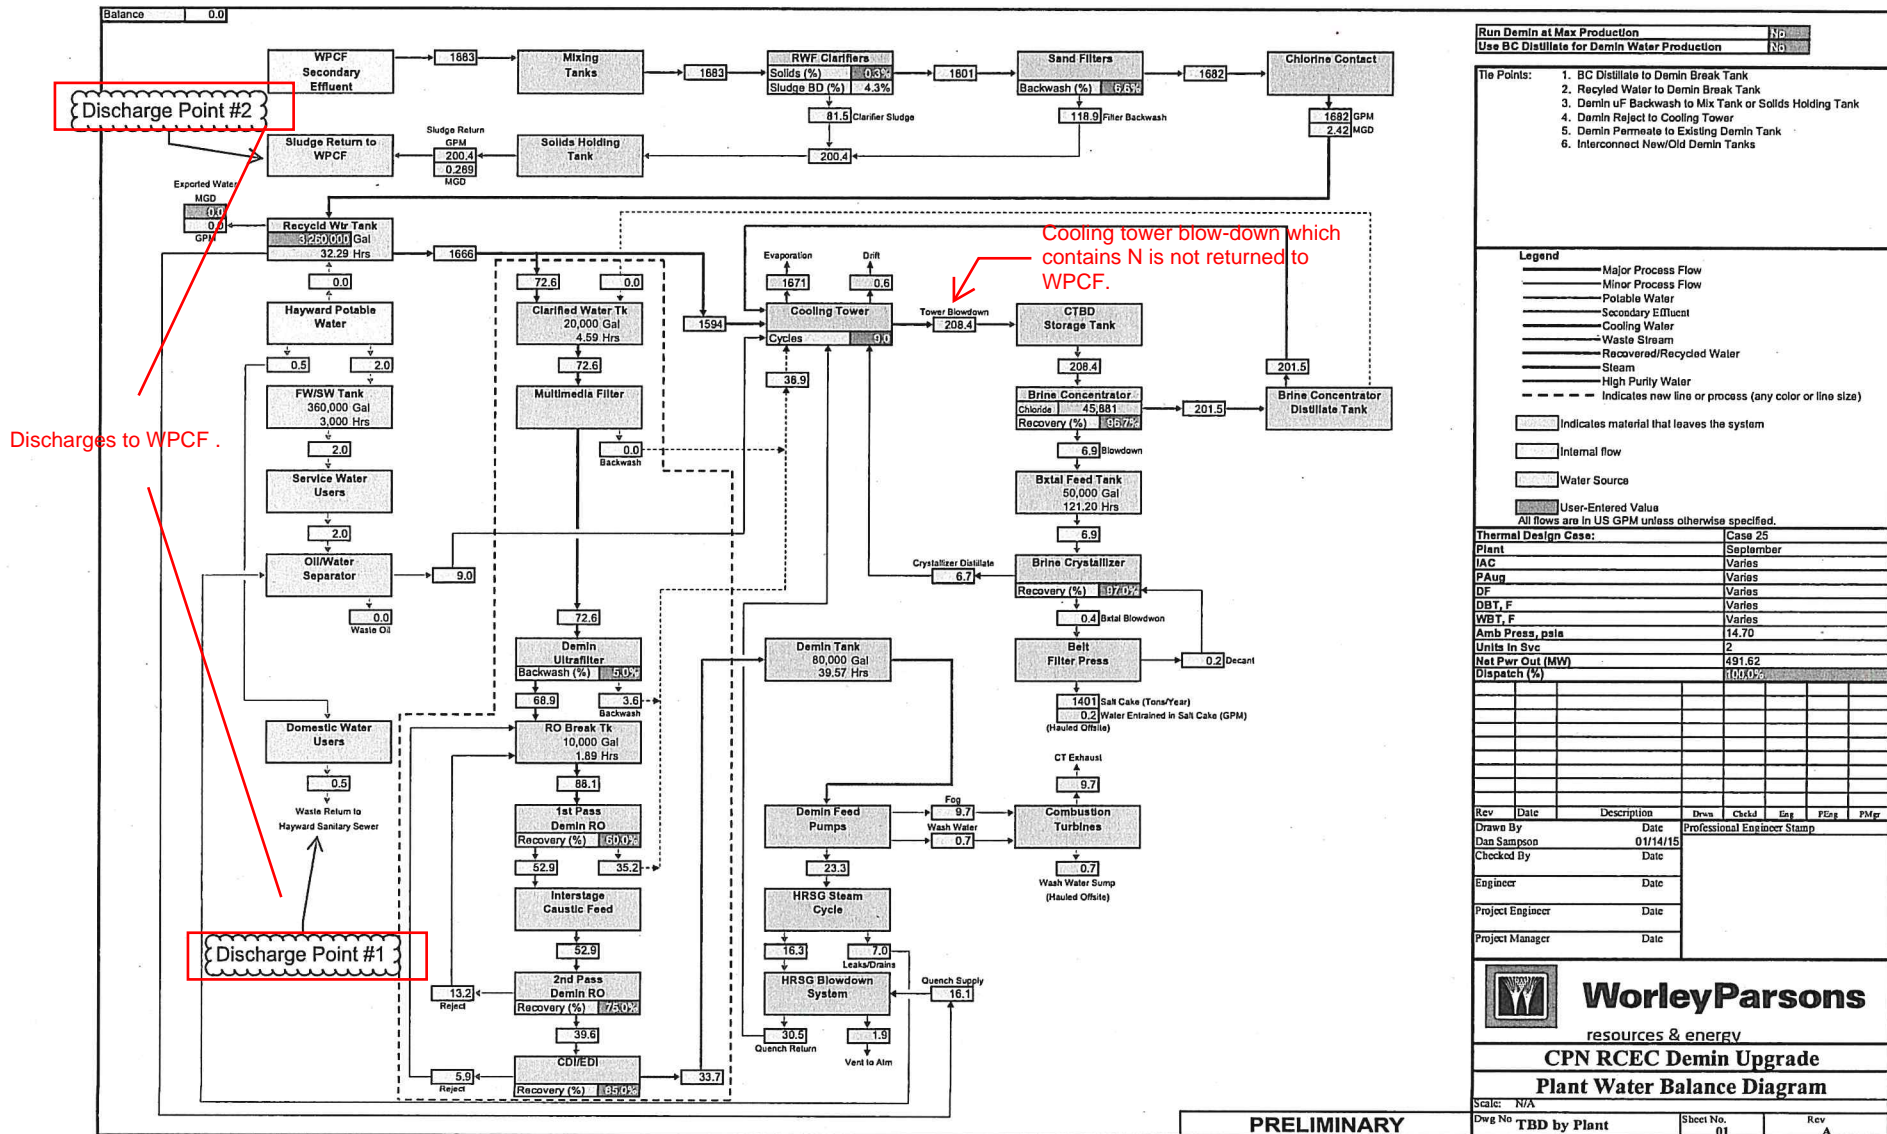 Balance 0.0
WPCF
Secondary
Effluent
1883
Mixing
Tanks
1683
RWF Clarifiers
Solids (%) 0.3%
Sludge BD (%) 4.3%
1801
Sand Filters
Backwash (%) 6.6%
1682
Chlorine Contact
Discharge Point #2
81.5 Clarifier Sludge
118.9 Filter Backwash
1682 GPM
2.42 MGD
Sludge Return to
WPCF
Sludge Return
GPM
200.4
0.289
MGD
Solids Holding
Tank
200.4
Exported Water
MGD
0.0
0.0
GPM
Recycld Wtr Tank
3,260,000 Gal
32.29 Hrs
1666
0.0
Hayward Potable
Water
0.5
2.0
FW/SW Tank
360,000 Gal
3,000 Hrs
2.0
Discharges to WPCF .
Service Water
Users
2.0
Oil/Water
Separator
9.0
0.0
Waste Oil
Domestic Water
Users
0.5
Waste Return to
Hayward Sanitary Sewer
Discharge Point #1
72.6
0.0
Clarified Water Tk
20,000 Gal
4.59 Hrs
72.6
Multimedia Filter
0.0
Backwash
72.6
Demin
Ultrafilter
Backwash (%) 5.0%
68.9
3.6
Backwash
RO Break Tk
10,000 Gal
1.89 Hrs
88.1
1st Pass
Demin RO
Recovery (%) 60.0%
52.9
35.2
Interstage
Caustic Feed
52.9
2nd Pass
Demin RO
Recovery (%) 75.0%
13.2
Reject
39.6
CDI/EDI
Recovery (%) 85.0%
5.9
Reject
33.7
1594
Evaporation
1671
Drift
0.6
Cooling Tower
Cycles 9.0
36.9
Cooling tower blow-down which
contains N is not returned to
WPCF.
Tower Blowdown
208.4
CTBD
Storage Tank
208.4
Brine Concentrator
Chloride 45,881
Recovery (%) 96.7%
201.5
201.5
Brine Concentrator
Distillate Tank
6.9 Blowdown
Bxtal Feed Tank
50,000 Gal
121.20 Hrs
6.9
Brine Crystallizer
Recovery (%) 97.0%
Crystallizer Distillate
6.7
0.4 Bxtal Blowdwon
Belt
Filter Press
0.2 Decant
1401 Salt Cake (Tons/Year)
0.2 Water Entrained in Salt Cake (GPM)
(Hauled Offsite)
Demin Tank
80,000 Gal
39.57 Hrs
CT Exhaust
9.7
Demin Feed
Pumps
Fog
9.7
Wash Water
0.7
Combustion
Turbines
0.7
Wash Water Sump
(Hauled Offsite)
23.3
HRSG Steam
Cycle
16.3
7.0
Leaks/Drains
HRSG Blowdown
System
Quench Supply
16.1
30.5
Quench Return
1.9
Vent to Atm
Run Demin at Max Production No
Use BC Distillate for Demin Water Production No
Tie Points:
1. BC Distillate to Demin Break Tank
2. Recyled Water to Demin Break Tank
3. Demin uF Backwash to Mix Tank or Solids Holding Tank
4. Demin Reject to Cooling Tower
5. Demin Permeate to Existing Demin Tank
6. Interconnect New/Old Demin Tanks
Legend
Major Process Flow
Minor Process Flow
Potable Water
Secondary Effluent
Cooling Water
Waste Stream
Recovered/Recycled Water
Steam
High Purity Water
Indicates new line or process (any color or line size)
Indicates material that leaves the system
Internal flow
Water Source
User-Entered Value
All flows are in US GPM unless otherwise specified.
Thermal Design Case: Case 25
Plant September
IAC Varies
PAug Varies
DF Varies
DBT, F Varies
WBT, F Varies
Amb Press, psia 14.70
Units In Svc 2
Net Pwr Out (MW) 491.62
Dispatch (%) 100.0%
Rev Date Description Drwn Chckd Eng PEng PMgr
Drawn By Date Professional Engineer Stamp
Dan Sampson 01/14/15
Checked By Date
Engineer Date
Project Engineer Date
Project Manager Date
WorleyParsons
resources & energy
CPN RCEC Demin Upgrade
Plant Water Balance Diagram
Scale: N/A
Dwg No TBD by Plant
Sheet No.
01
Rev
A
PRELIMINARY